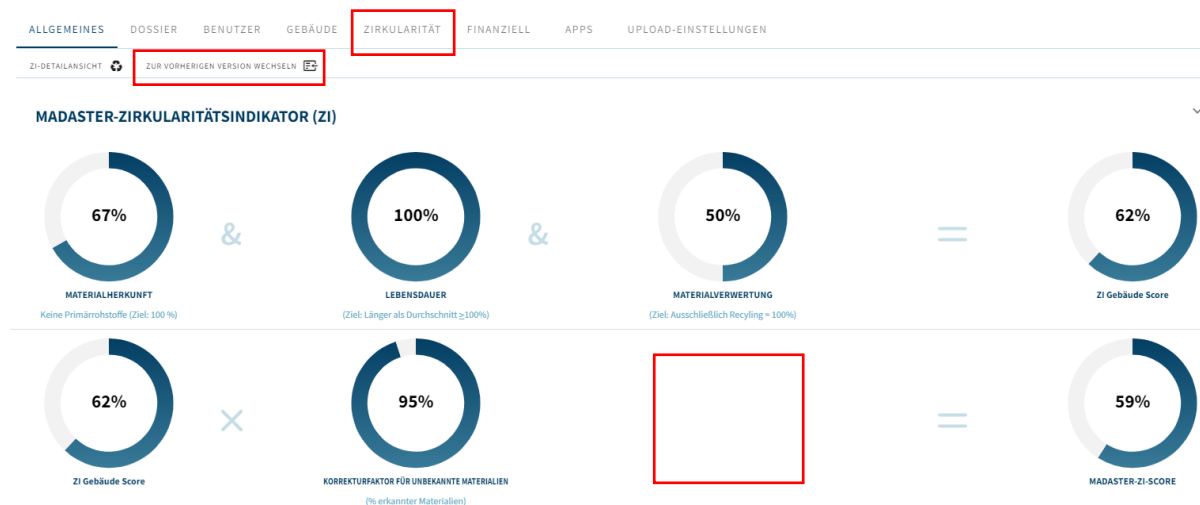 ALLGEMEINES DOSSIER BENUTZER GEBÄUDE ZIRKULARITÄT FINANZIELL APPS UPLOAD-EINSTELLUNGEN
ZI-DETAILANSICHT ZUR VORHERIGEN VERSION WECHSELN
MADASTER-ZIRKULARITÄTSINDIKATOR (ZI)
67% & 100% & 50% = 62%
MATERIALHERKUNFT LEBENSDAUER MATERIALVERWERTUNG ZI Gebäude Score
Keine Primärrohstoffe (Ziel: 100 %) (Ziel: Länger als Durchschnitt ≥100%) (Ziel: Ausschließlich Recyling = 100%)
62% × 95% = 59%
ZI Gebäude Score KORREKTURFAKTOR FÜR UNBEKANNTE MATERIALIEN MADASTER-ZI-SCORE
(% erkannter Materialien)